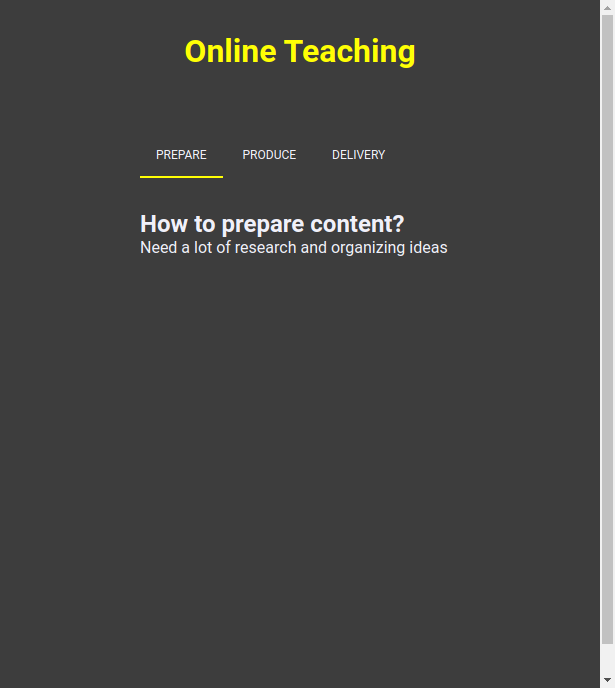 Online Teaching
PREPARE PRODUCE DELIVERY
How to prepare content?
Need a lot of research and organizing ideas